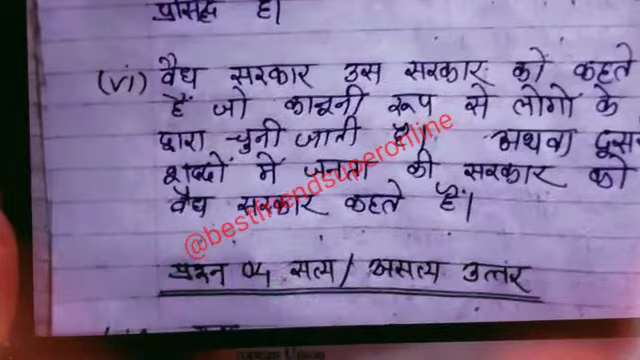 प्रसिद्ध है।
(vi) वैध सरकार उस सरकार को कहते
हैं जो कानूनी रूप से लोगों के
द्वारा चुनी जाती है। अथवा दूसरे
शब्दों में जनता की सरकार को
वैध सरकार कहते हैं।
@bestfriendsuperonline
प्रश्न 04 सत्य / असत्य उत्तर